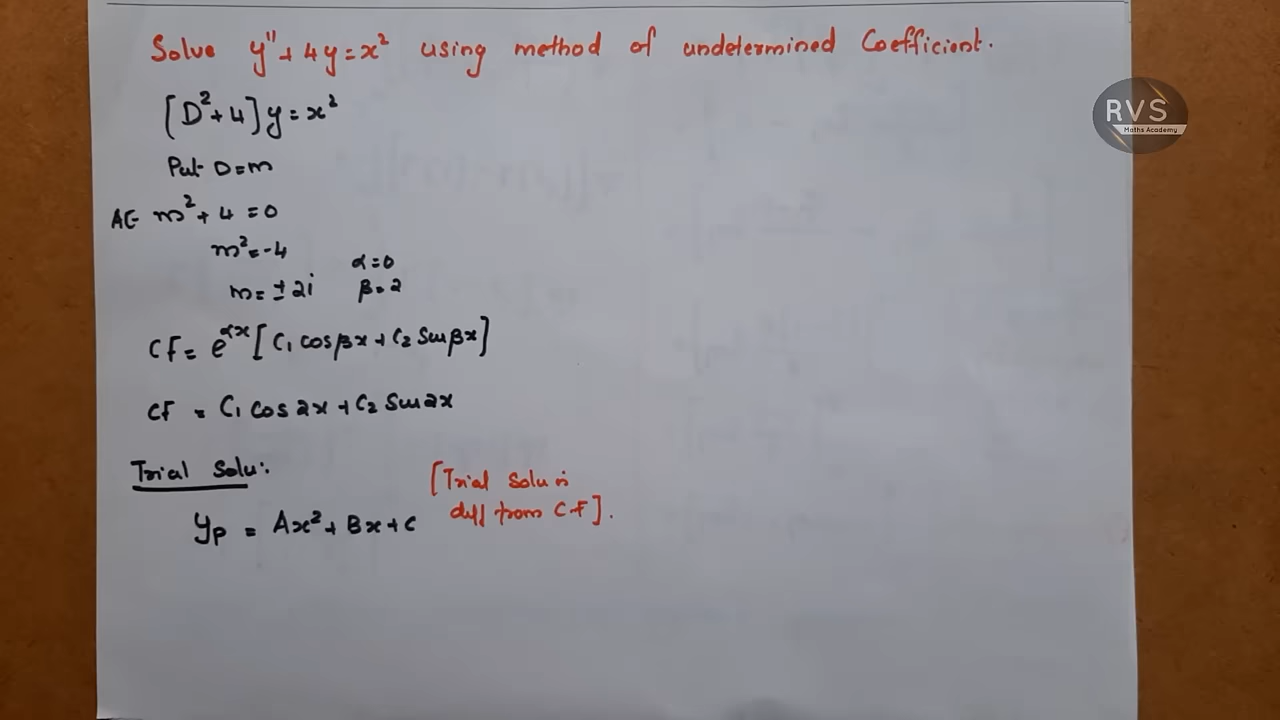 Solve y'' + 4y = x² using method of undetermined Coefficient.
RVS
Maths Academy
[D² + 4] y = x²
Put D = m
AE m² + 4 = 0
m² = -4
m = ± 2i
α = 0
β = 2
CF = e^αx [C₁ cos βx + C₂ Sin βx]
CF = C₁ cos 2x + C₂ Sin 2x
Trial Solu:
yₚ = Ax² + Bx + C
[Trial Solu is
diff from C.F].